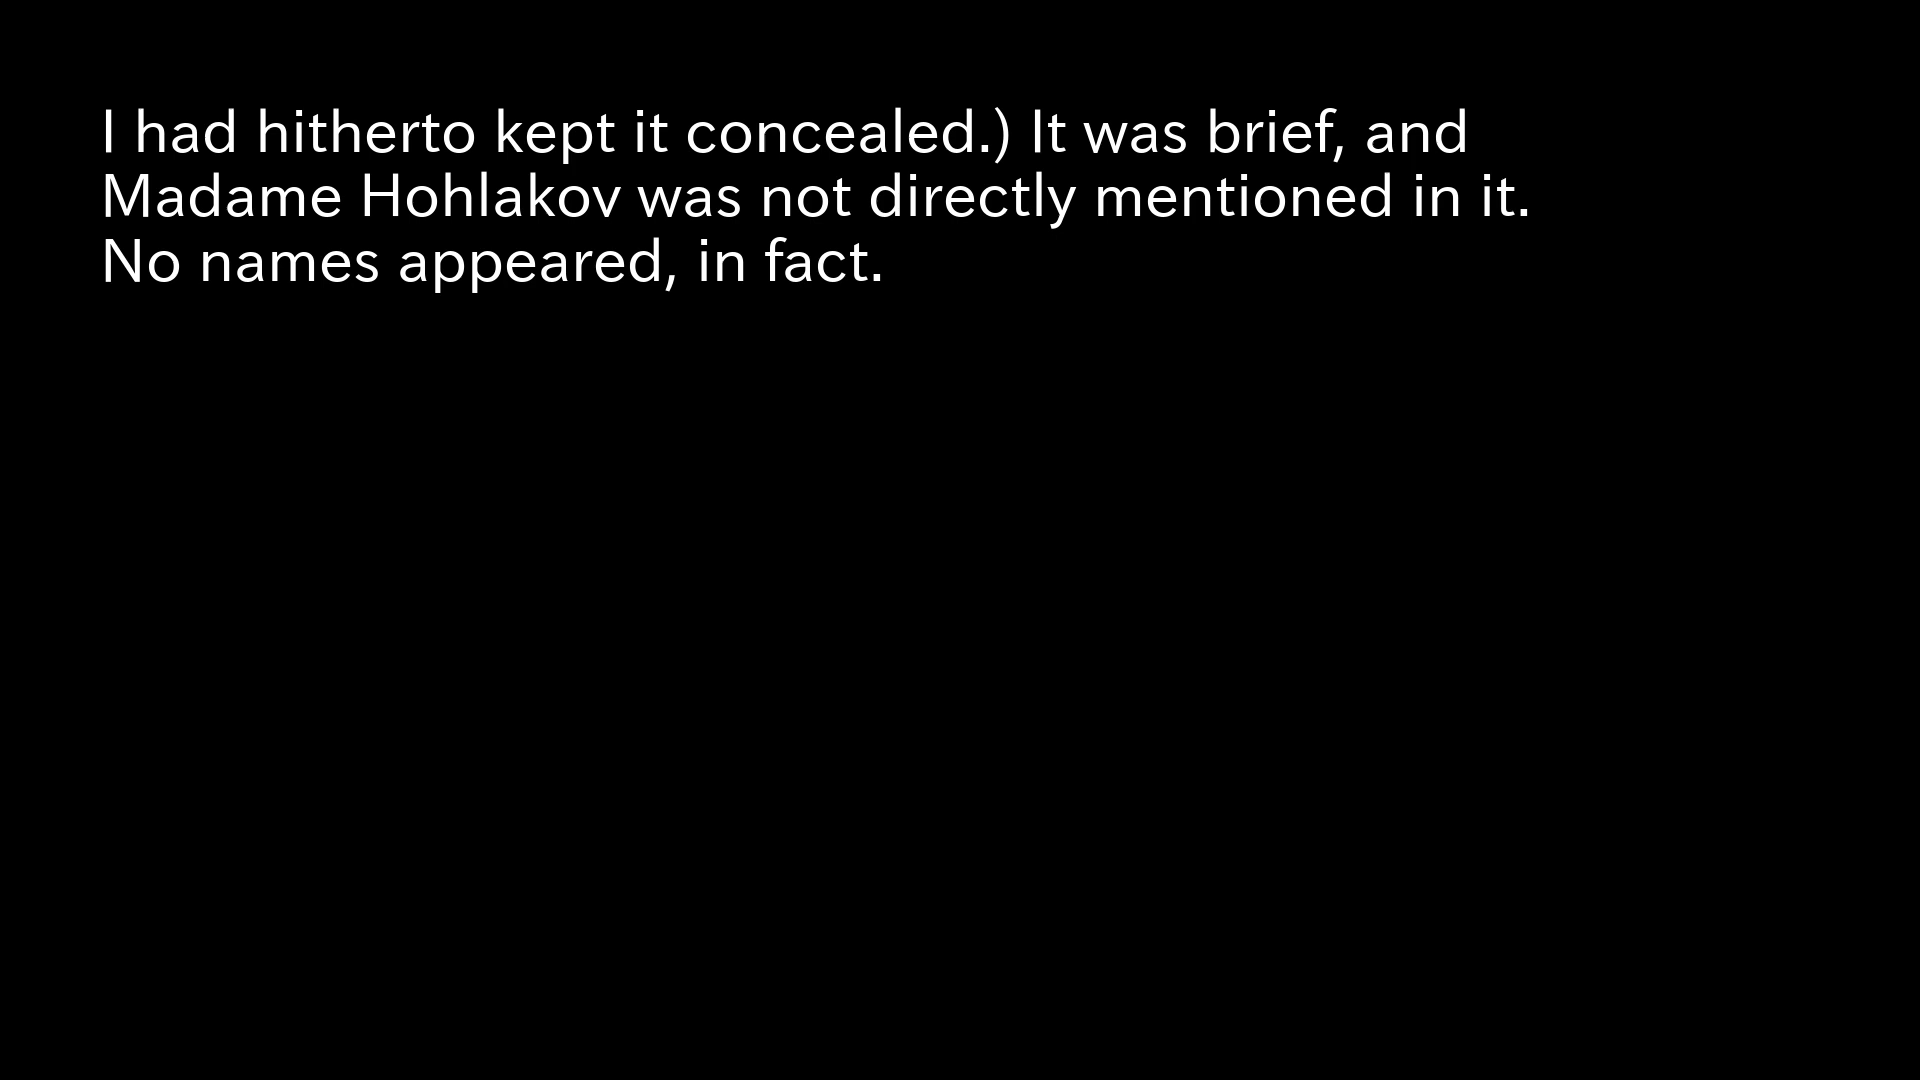 I had hitherto kept it concealed.) It was brief, and
Madame Hohlakov was not directly mentioned in it.
No names appeared, in fact.